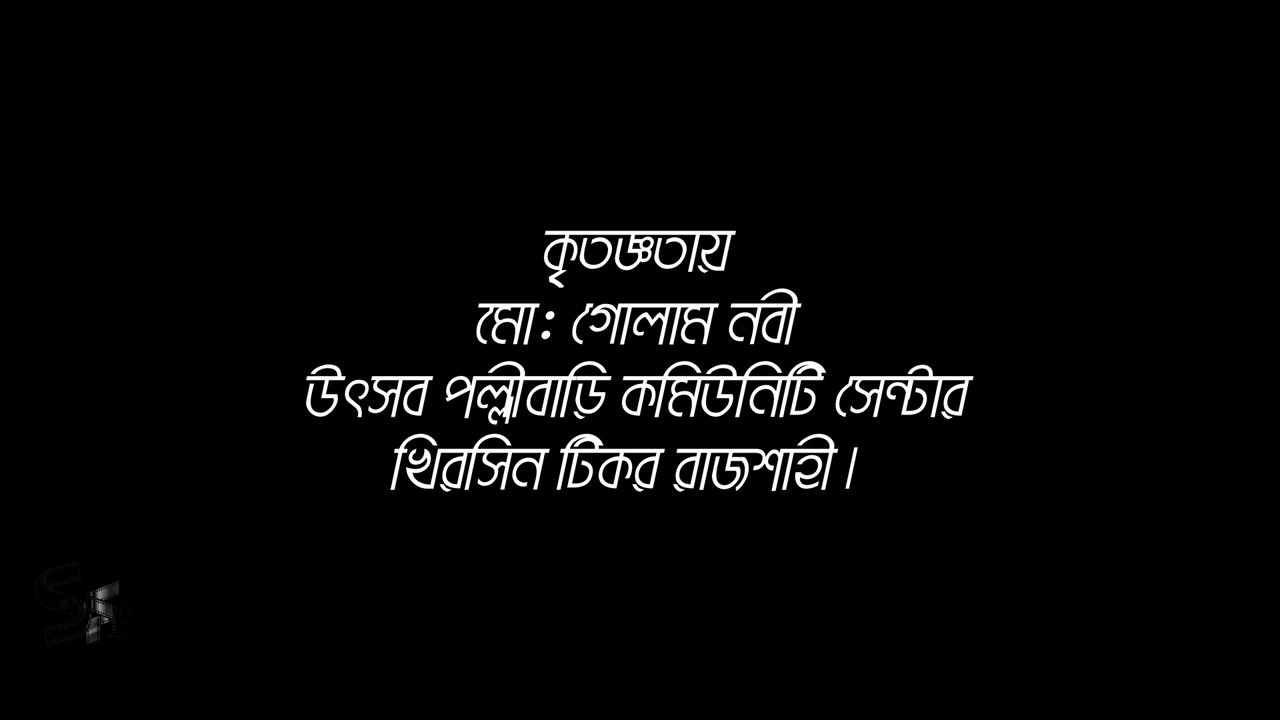 কৃতজ্ঞতায়
মো: গোলাম নবী
উৎসব পল্লীবাড়ি কমিউনিটি সেন্টার
খিরসিন টিকর রাজশাহী।